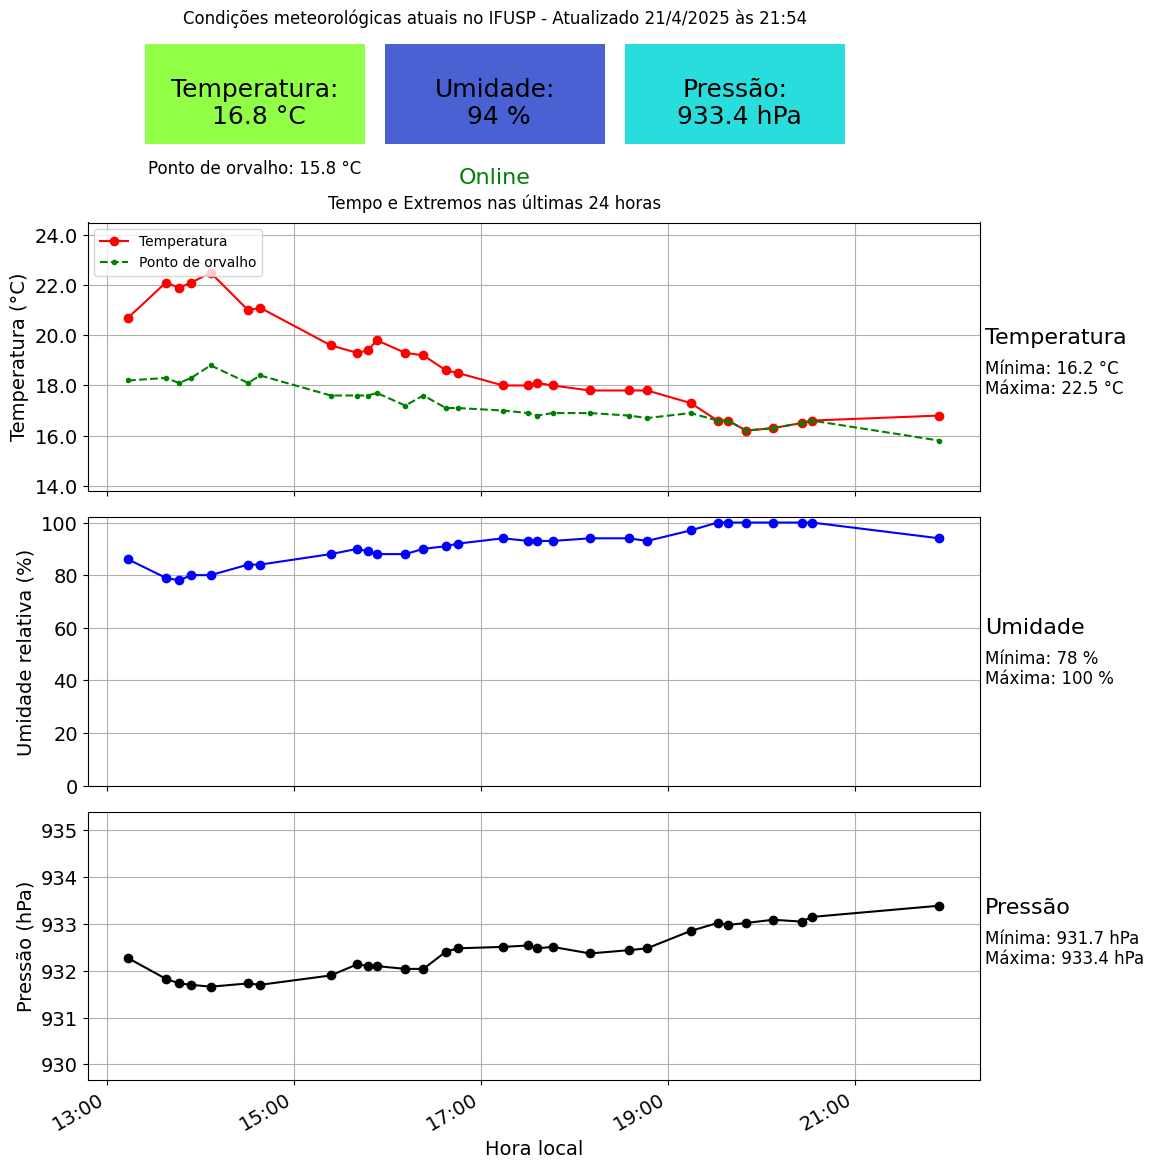 Condições meteorológicas atuais no IFUSP - Atualizado 21/4/2025 às 21:54
Temperatura:
16.8 °C
Umidade:
94 %
Pressão:
933.4 hPa
Ponto de orvalho: 15.8 °C
Online
Tempo e Extremos nas últimas 24 horas
Temperatura (°C)
24.0
22.0
20.0
18.0
16.0
14.0
Temperatura
Ponto de orvalho
Temperatura
Mínima: 16.2 °C
Máxima: 22.5 °C
Umidade relativa (%)
100
80
60
40
20
0
Umidade
Mínima: 78 %
Máxima: 100 %
Pressão (hPa)
935
934
933
932
931
930
Pressão
Mínima: 931.7 hPa
Máxima: 933.4 hPa
13:00
15:00
17:00
19:00
21:00
Hora local